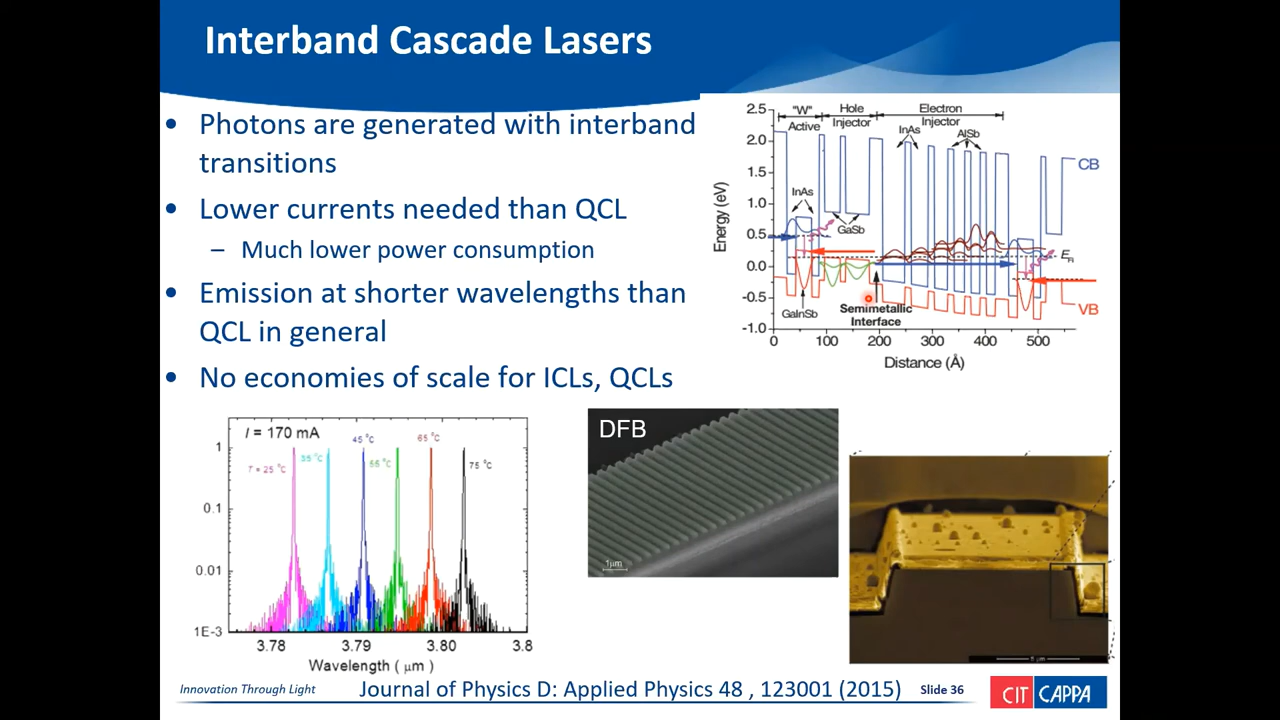 Interband Cascade Lasers
• Photons are generated with interband
transitions
• Lower currents needed than QCL
– Much lower power consumption
• Emission at shorter wavelengths than
QCL in general
• No economies of scale for ICLs, QCLs
"W" Hole Electron
Active Injector Injector
InAs AlSb
CB
InAs
GaSb
E
GaInSb
Semimetallic
Interface
VB
Energy (eV)
2.5
2.0
1.5
1.0
0.5
0.0
-0.5
-1.0
0 100 200 300 400 500
Distance (Å)
I = 170 mA
T = 25 °C
35 °C
45 °C
55 °C
65 °C
75 °C
1
0.1
0.01
1E-3
3.78 3.79 3.80 3.8
Wavelength ( μm )
DFB
1μm
Innovation Through Light
Journal of Physics D: Applied Physics 48 , 123001 (2015)
Slide 36
CIT CAPPA